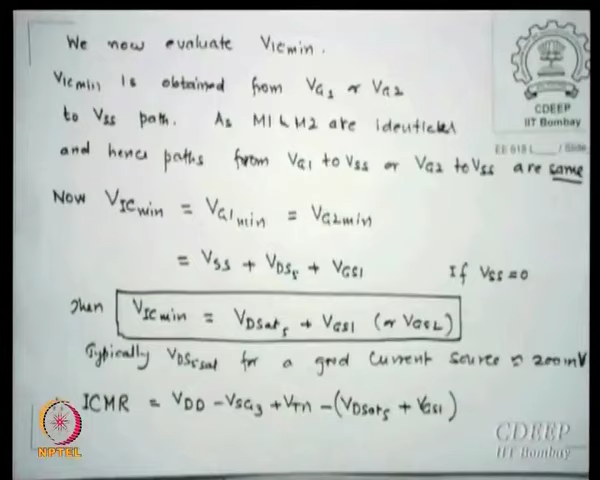 We now evaluate VICmin.
VICmin is obtained from VG1 or VG2
to VSS path. As M1 & M2 are identical
and hence paths from VG1 to VSS or VG2 to VSS are same
Now VICmin = VG1min = VG2min
= VSS + VDS5 + VGS1 If VSS=0
Then VICmin = VDSat5 + VGS1 (or VGS2)
Typically VDS5sat for a good current source ≈ 200mV
ICMR = VDD - VSG3 + VTn - (VDSat5 + VGS1)
CDEEP
IIT Bombay
EE 618 L / Slide
NPTEL
CDEEP
IIT Bombay